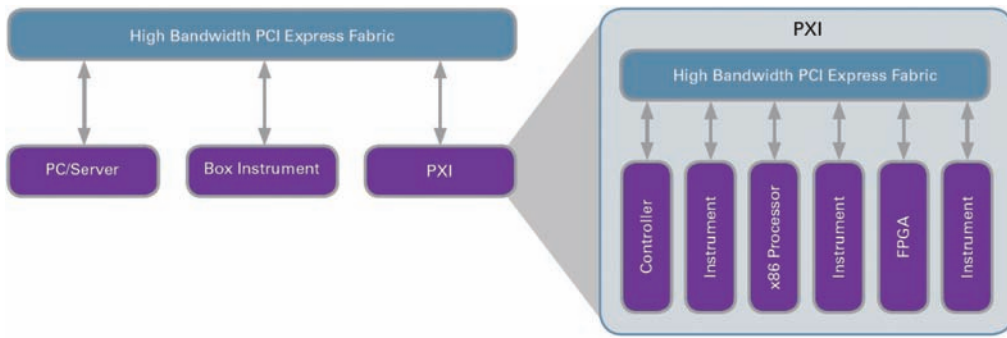 High Bandwidth PCI Express Fabric
PC/Server
Box Instrument
PXI
PXI
High Bandwidth PCI Express Fabric
Controller
Instrument
x86 Processor
Instrument
FPGA
Instrument